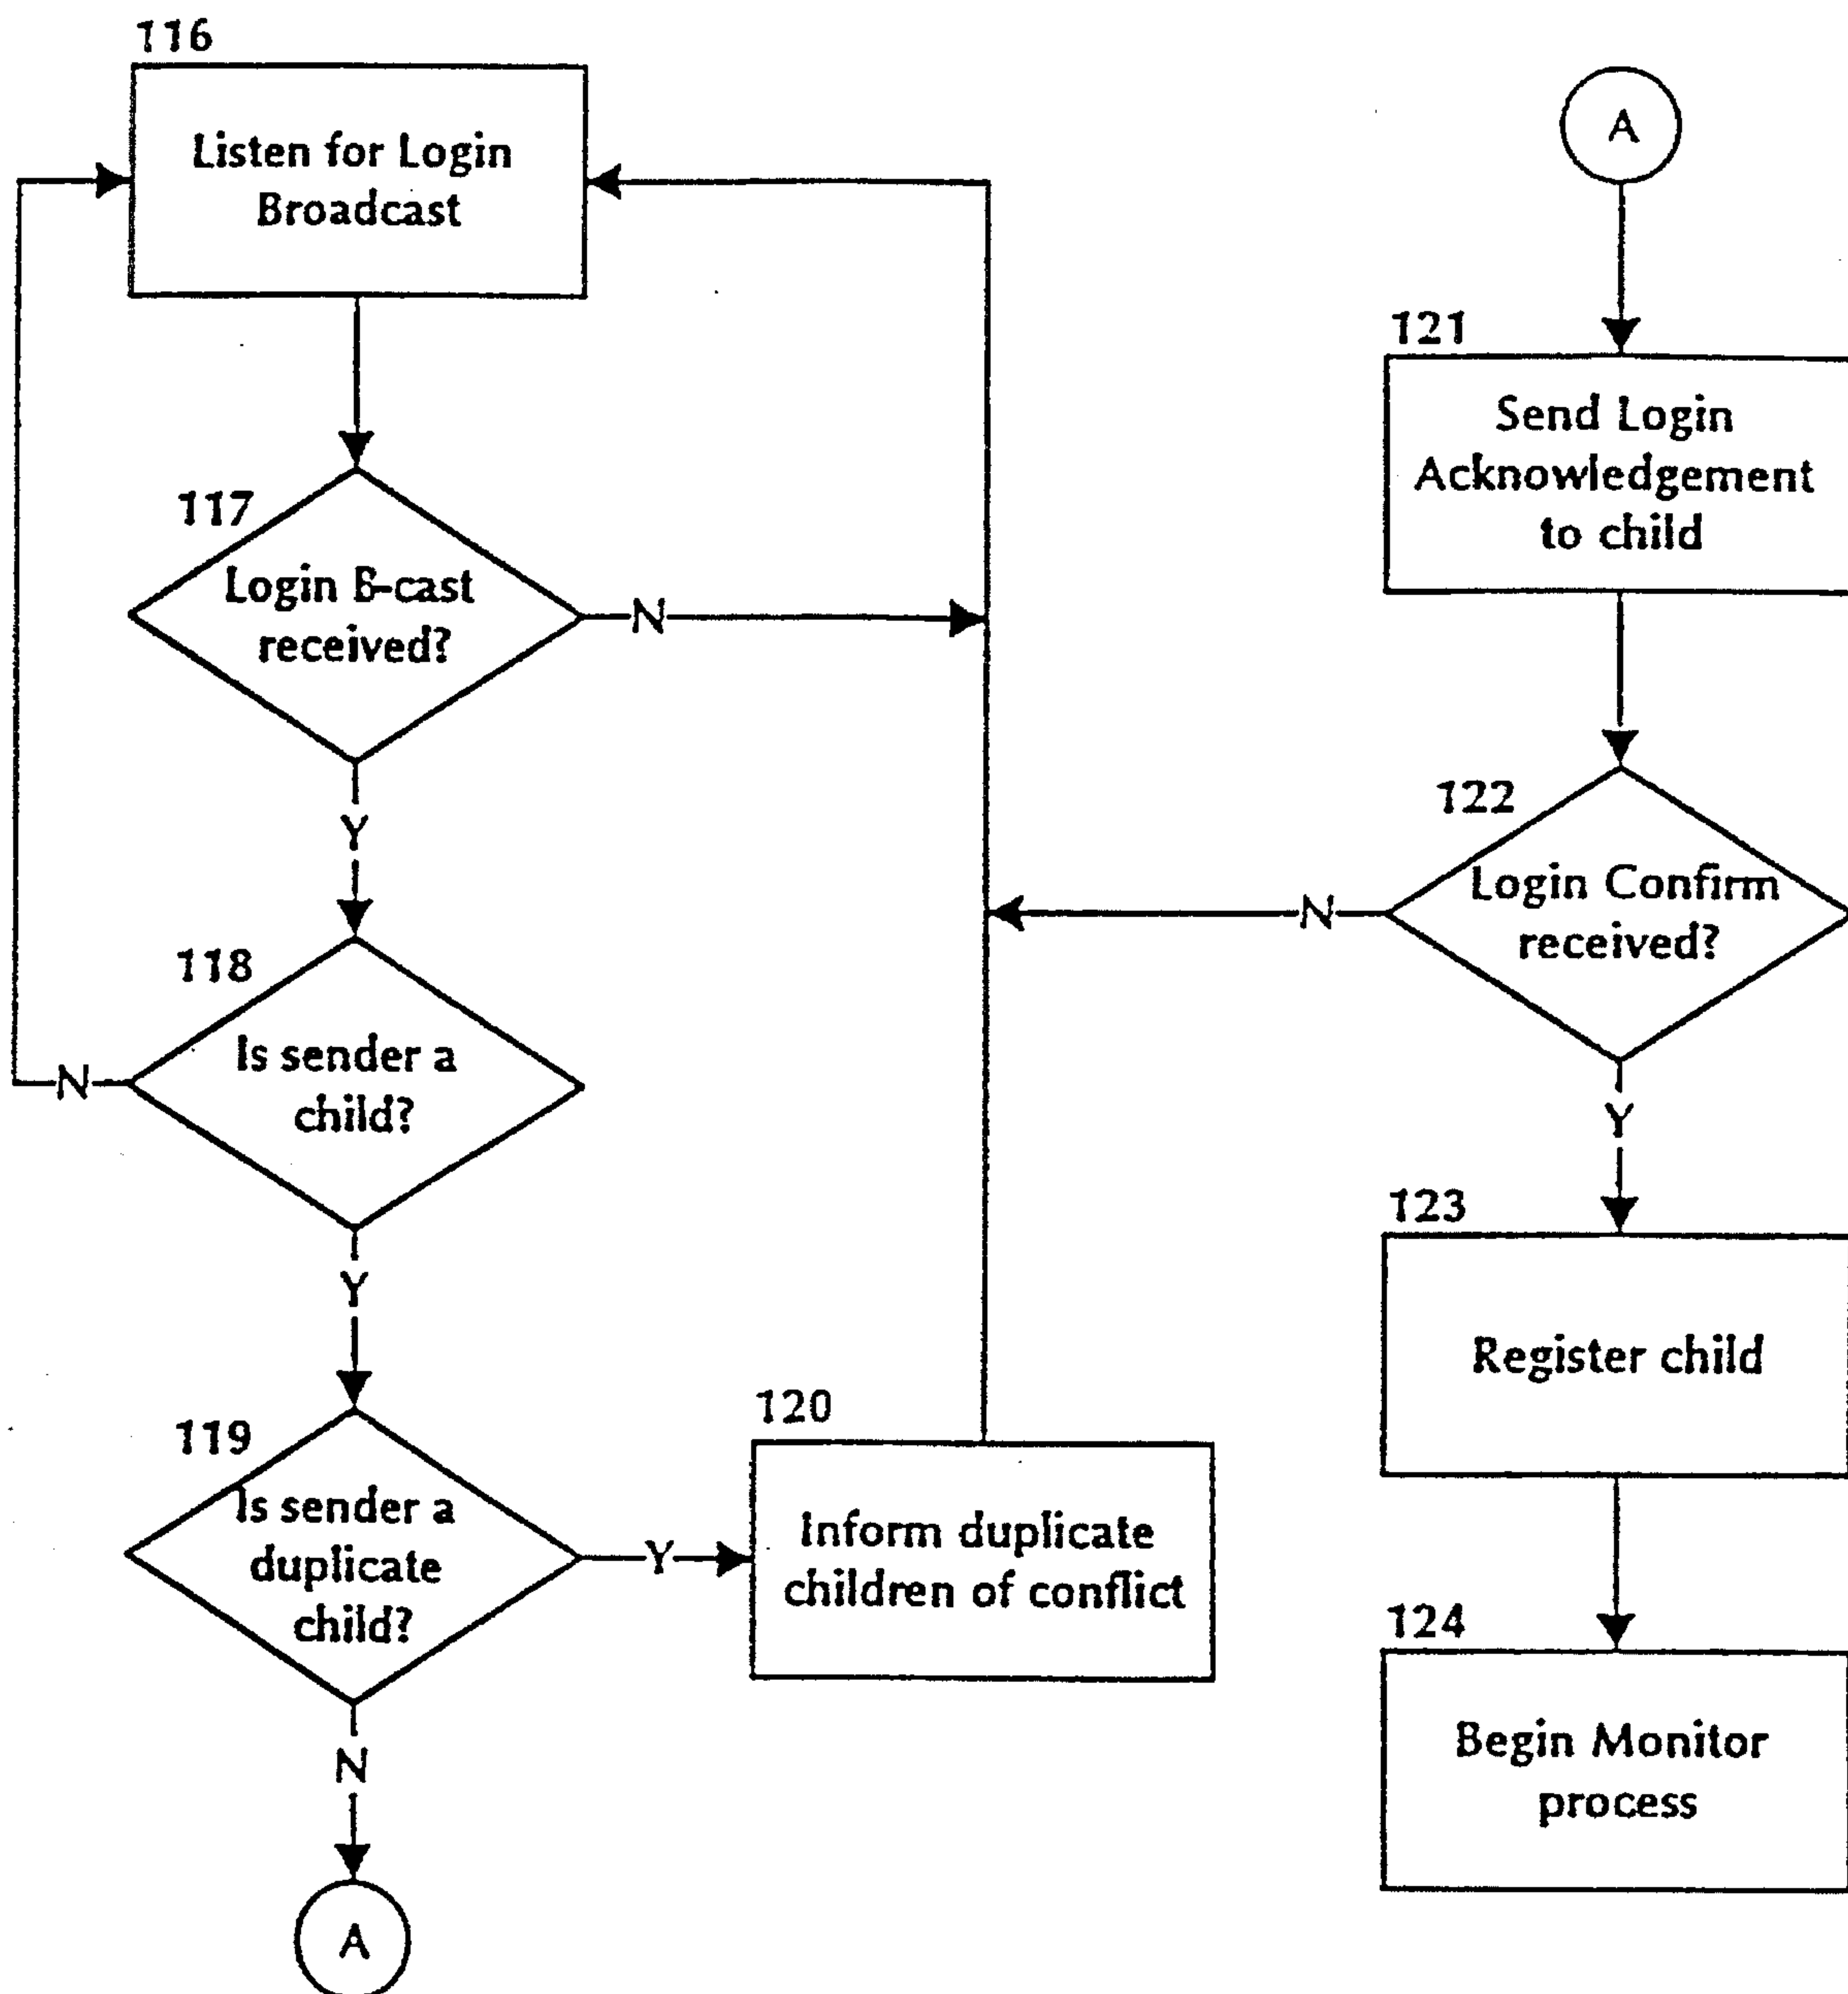 116
Listen for Login
Broadcast
117
Login B-cast
received?
N
Y
118
Is sender a
child?
N
Y
119
Is sender a
duplicate
child?
Y
N
A
120
Inform duplicate
children of conflict
A
121
Send Login
Acknowledgement
to child
122
Login Confirm
received?
N
Y
123
Register child
124
Begin Monitor
process